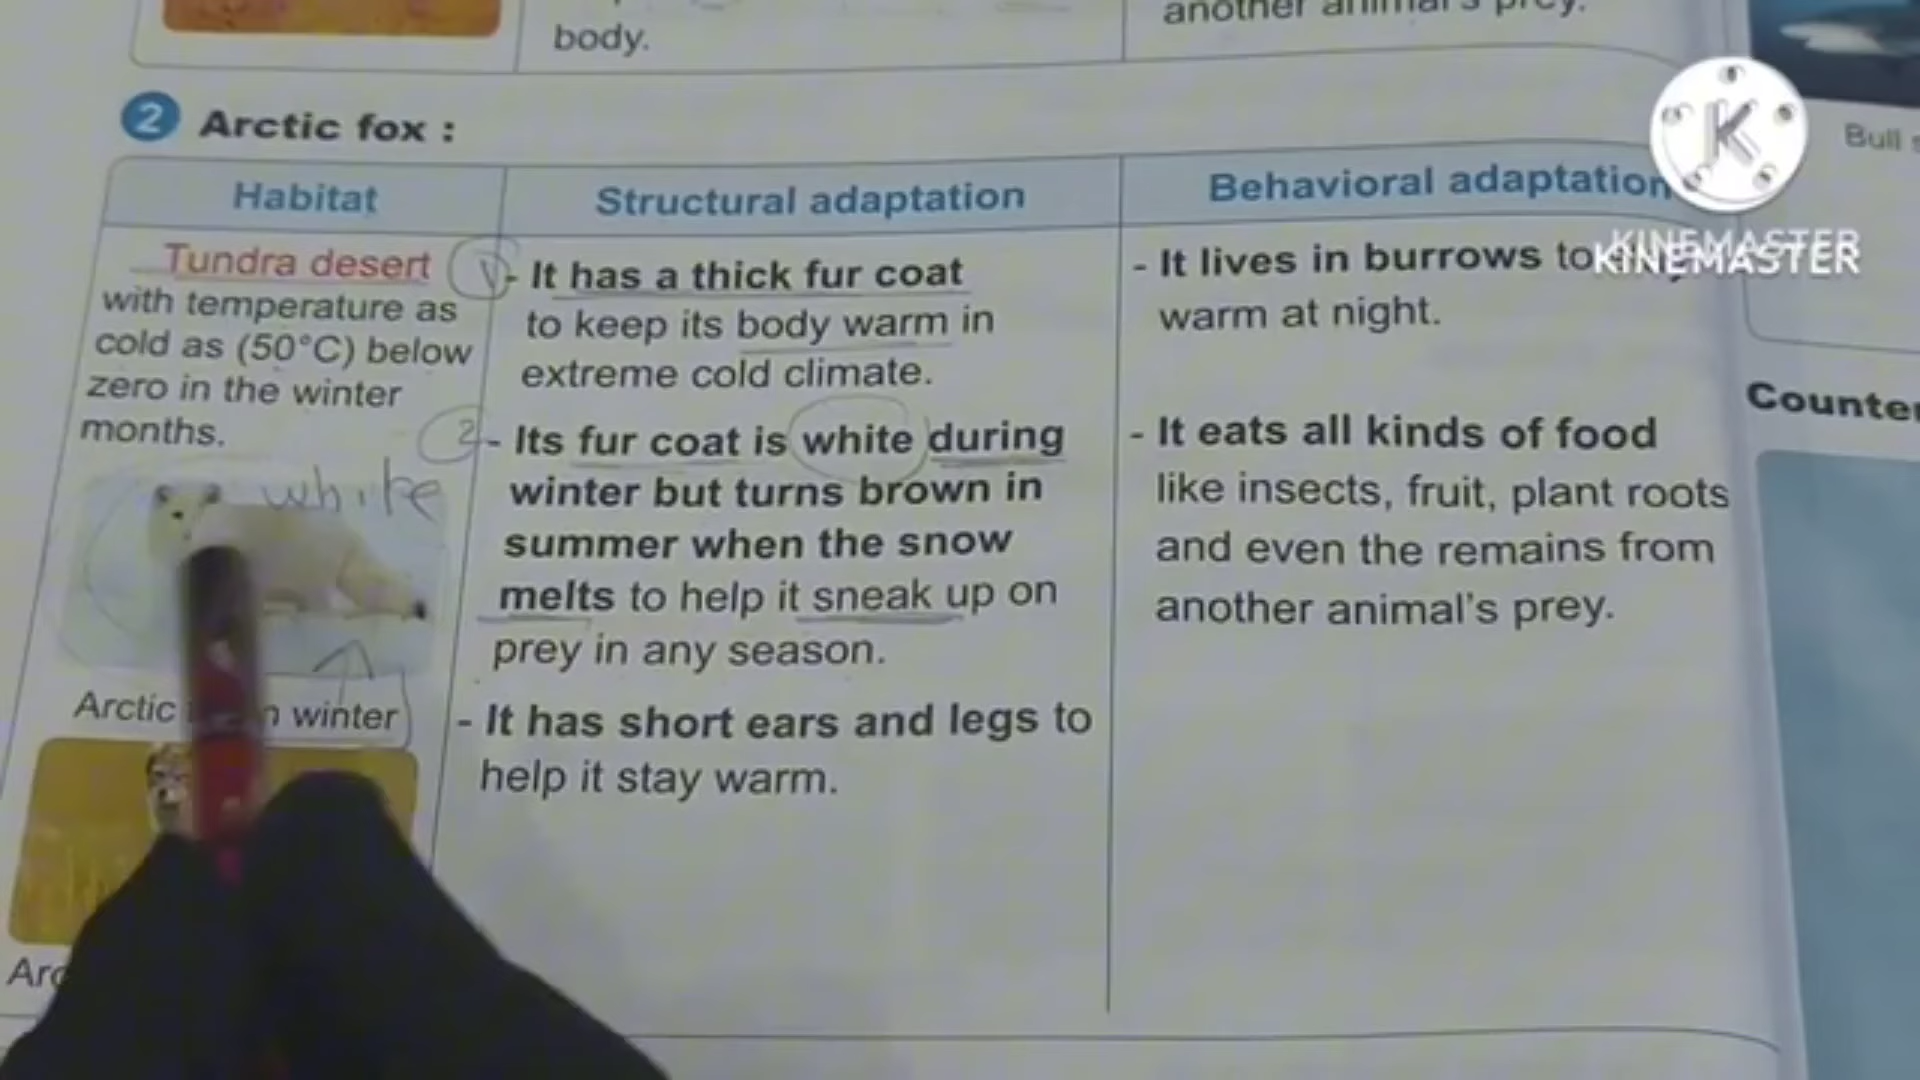 body.
another animal's prey.
2 Arctic fox :
Habitat
Structural adaptation
Behavioral adaptation
Tundra desert
with temperature as
cold as (50°C) below
zero in the winter
months.
white
Arctic
winter
1 - It has a thick fur coat
to keep its body warm in
extreme cold climate.
2 - Its fur coat is white during
winter but turns brown in
summer when the snow
melts to help it sneak up on
prey in any season.
- It has short ears and legs to
help it stay warm.
- It lives in burrows to
warm at night.
- It eats all kinds of food
like insects, fruit, plant roots
and even the remains from
another animal's prey.
K
KINEMASTER
KINEMASTER
Bull